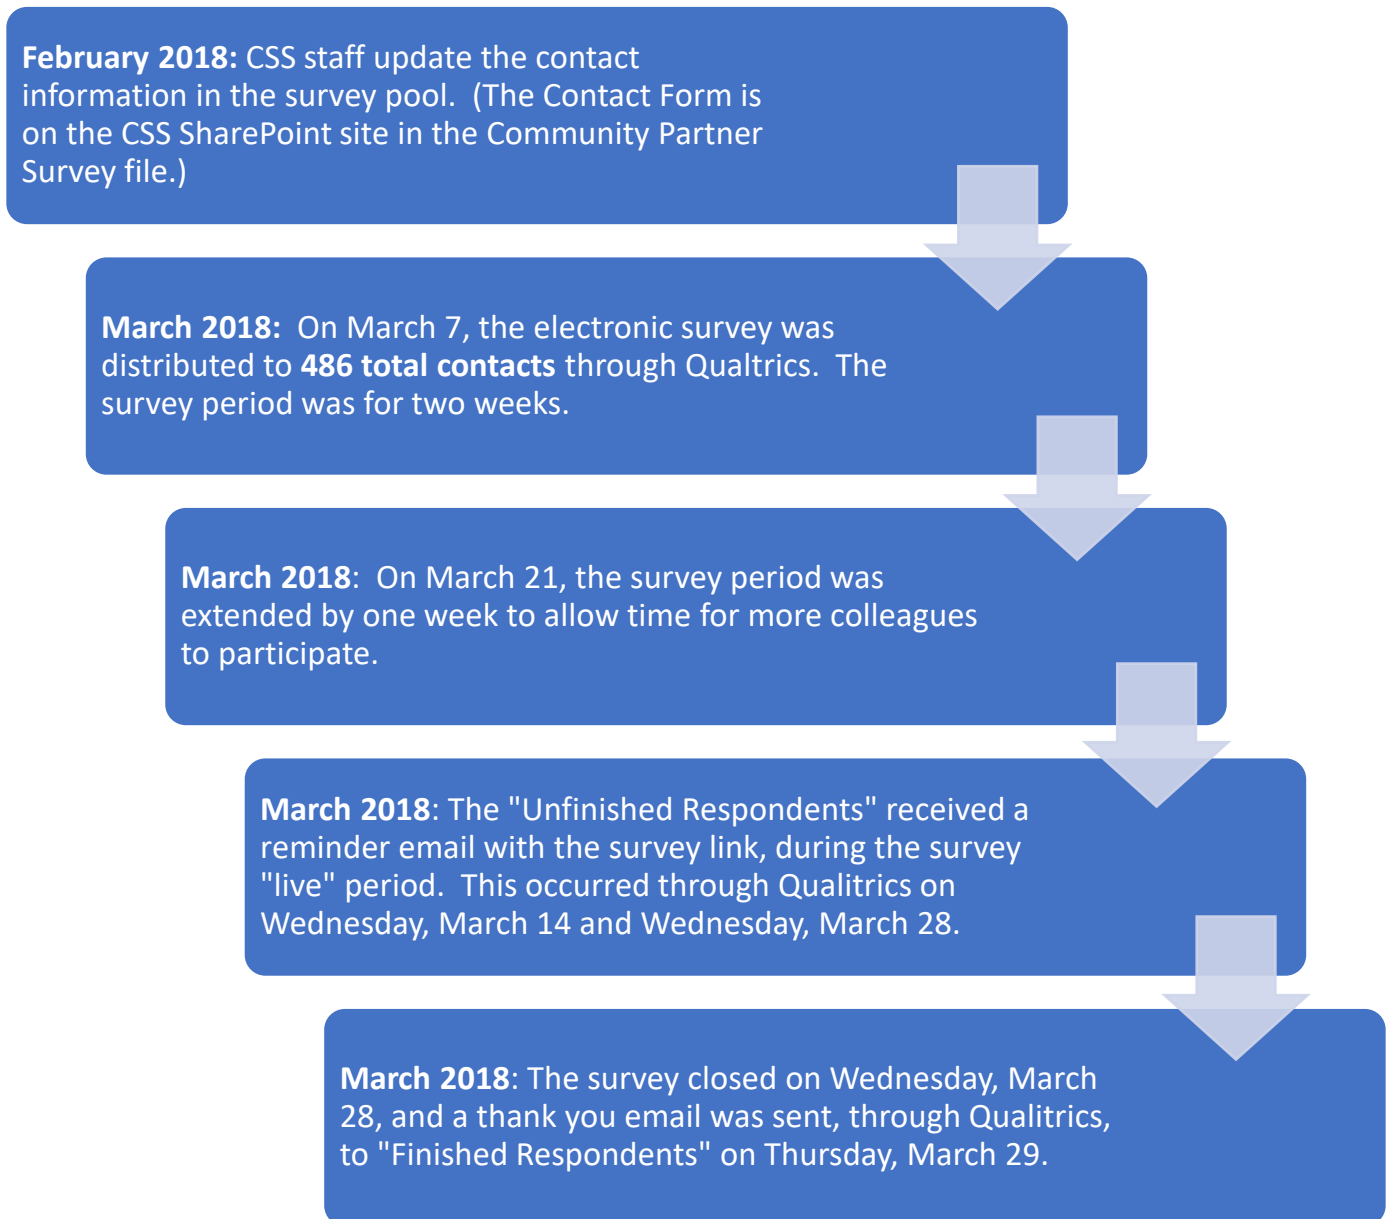 February 2018: CSS staff update the contact
information in the survey pool.  (The Contact Form is
on the CSS SharePoint site in the Community Partner
Survey file.)
March 2018:  On March 7, the electronic survey was
distributed to 486 total contacts through Qualtrics.  The
survey period was for two weeks.
March 2018:  On March 21, the survey period was
extended by one week to allow time for more colleagues
to participate.
March 2018: The "Unfinished Respondents" received a
reminder email with the survey link, during the survey
"live" period.  This occurred through Qualitrics on
Wednesday, March 14 and Wednesday, March 28.
March 2018: The survey closed on Wednesday, March
28, and a thank you email was sent, through Qualitrics,
to "Finished Respondents" on Thursday, March 29.